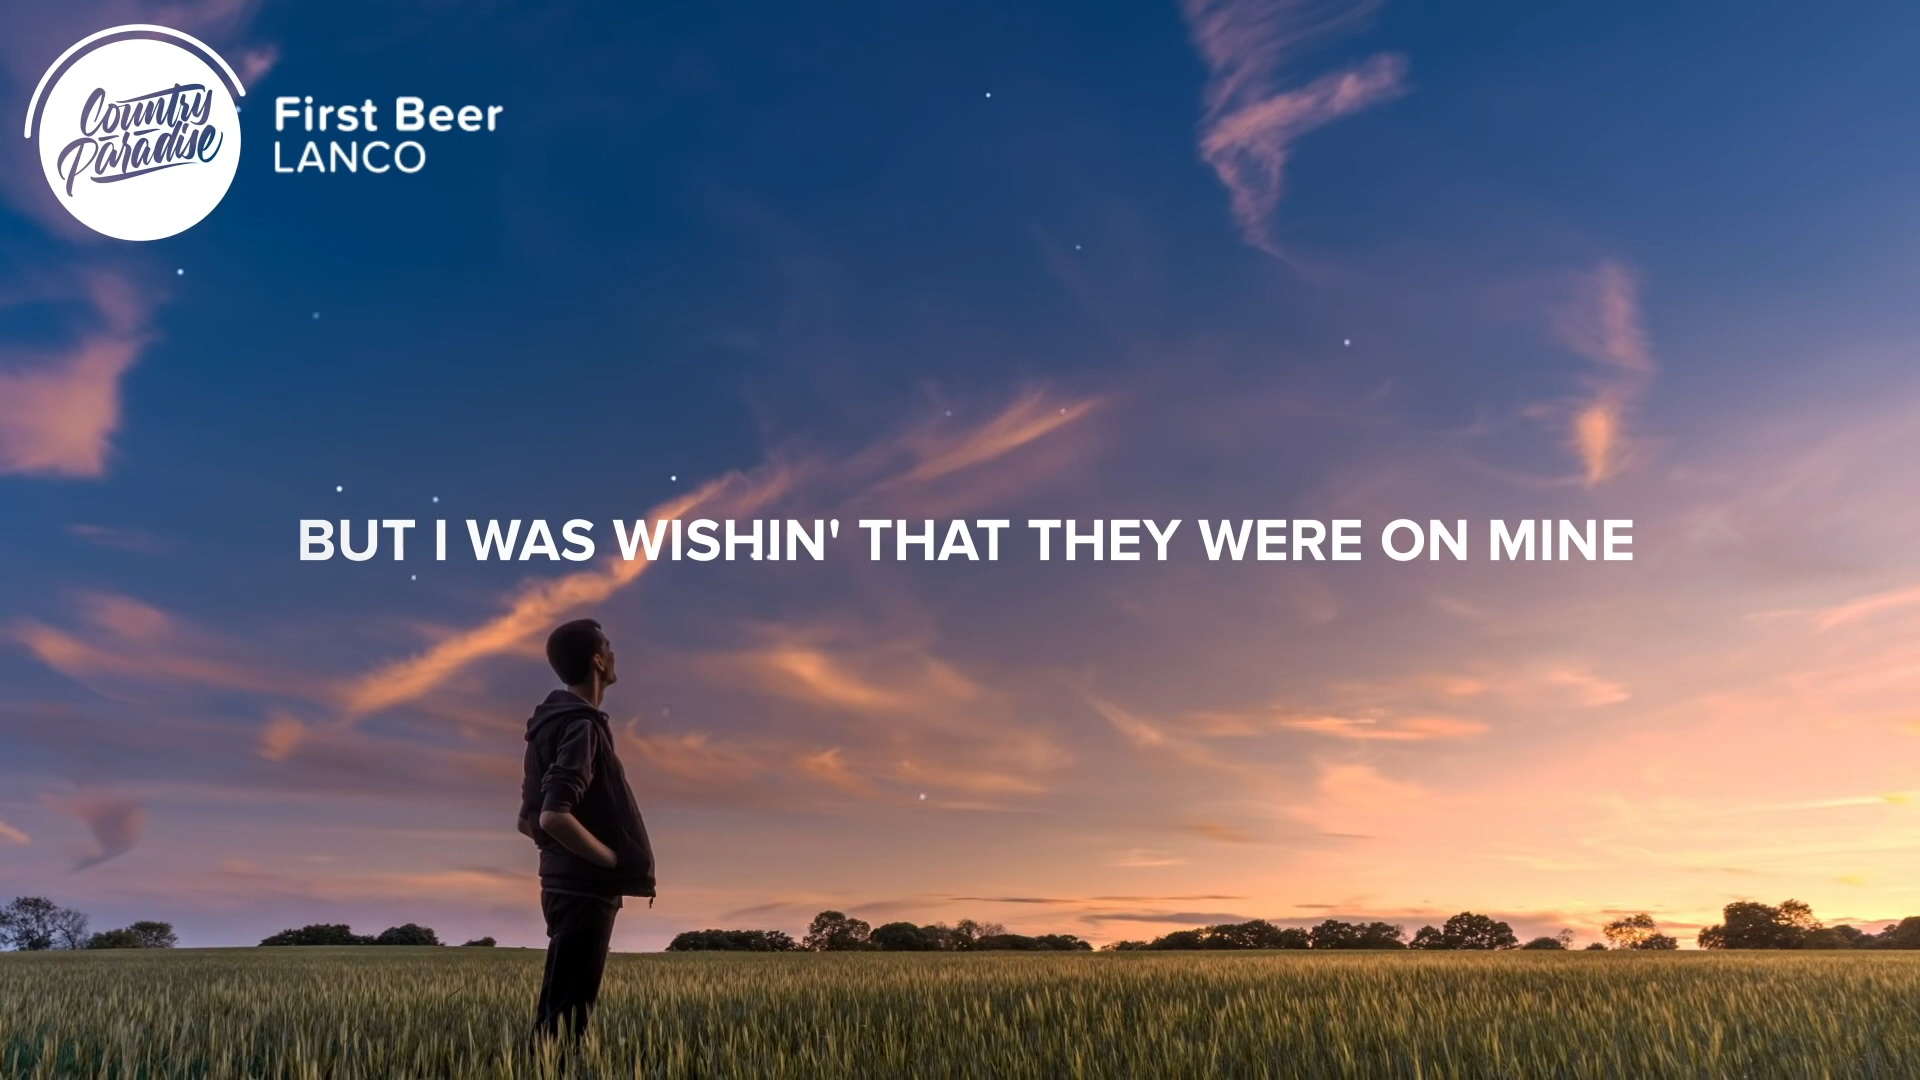 Country
Paradise
First Beer
LANCO
BUT I WAS WISHIN' THAT THEY WERE ON MINE